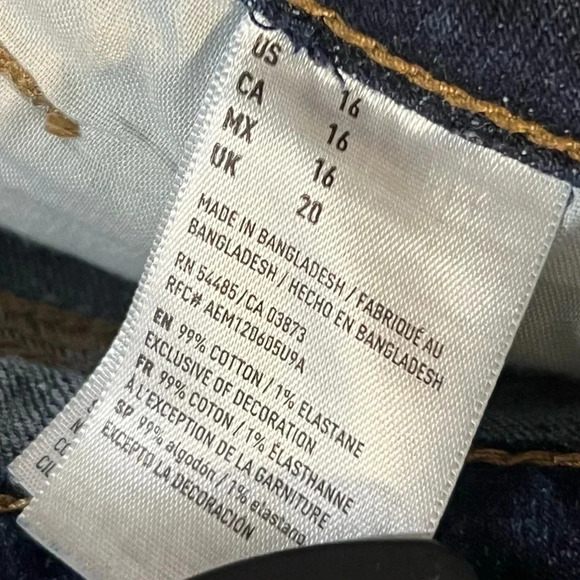 US 16
CA 16
MX 16
UK 20
MADE IN BANGLADESH / FABRIQUÉ AU
BANGLADESH / HECHO EN BANGLADESH
RN 54485/CA 03873
RFC# AEM120605U9A
EN 99% COTTON / 1% ELASTANE
EXCLUSIVE OF DECORATION
FR 99% COTON / 1% ÉLASTHANNE
À L'EXCEPTION DE LA GARNITURE
SP 99% algodón / 1% elastano
EXCEPTO LA DECORACIÓN